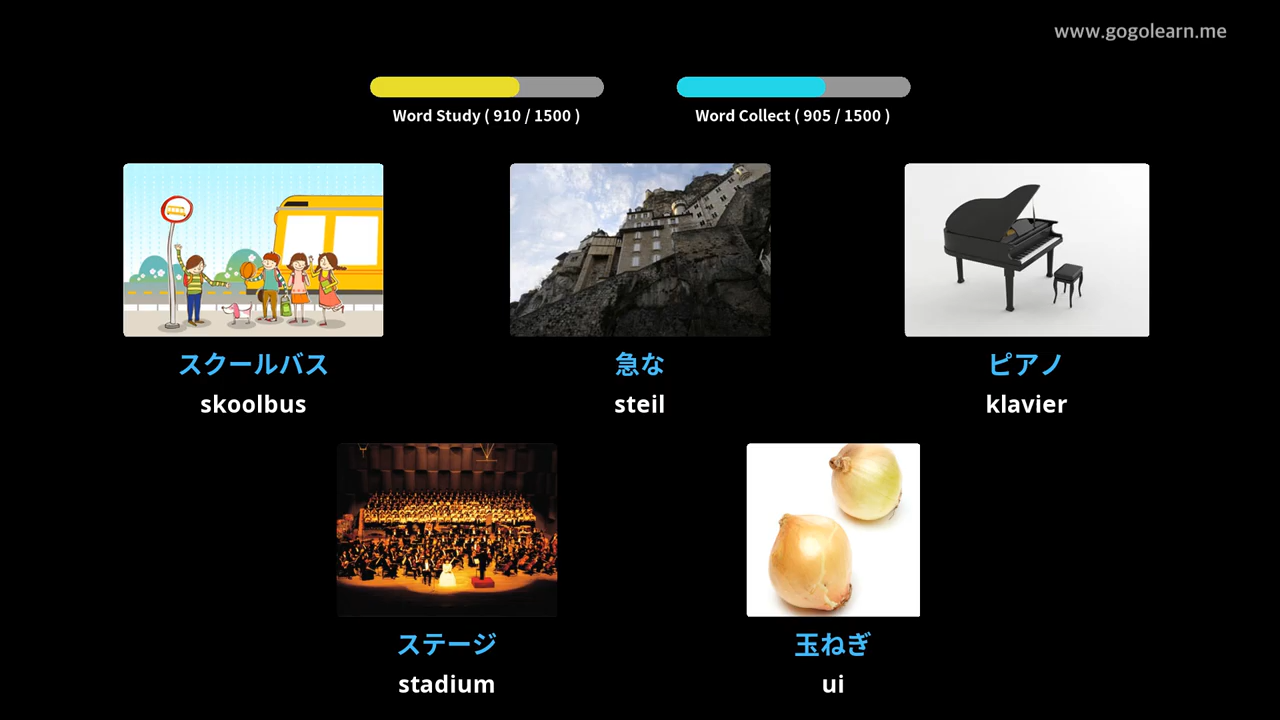 www.gogolearn.me
Word Study ( 910 / 1500 )
Word Collect ( 905 / 1500 )
スクールバス
skoolbus
急な
steil
ピアノ
klavier
ステージ
stadium
玉ねぎ
ui